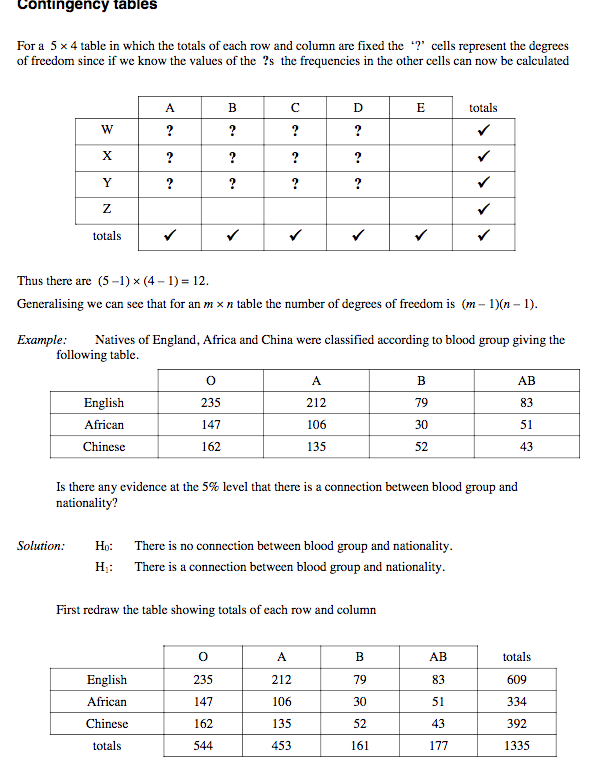 Contingency tables
For a 5 × 4 table in which the totals of each row and column are fixed the ‘?’ cells represent the degrees
of freedom since if we know the values of the ?s the frequencies in the other cells can now be calculated
A B C D E totals
W ? ? ? ? ✓
X ? ? ? ? ✓
Y ? ? ? ? ✓
Z ✓
totals ✓ ✓ ✓ ✓ ✓ ✓
Thus there are (5 –1) × (4 – 1) = 12.
Generalising we can see that for an m × n table the number of degrees of freedom is (m – 1)(n – 1).
Example: Natives of England, Africa and China were classified according to blood group giving the
following table.
O A B AB
English 235 212 79 83
African 147 106 30 51
Chinese 162 135 52 43
Is there any evidence at the 5% level that there is a connection between blood group and
nationality?
Solution: H₀: There is no connection between blood group and nationality.
H₁: There is a connection between blood group and nationality.
First redraw the table showing totals of each row and column
O A B AB totals
English 235 212 79 83 609
African 147 106 30 51 334
Chinese 162 135 52 43 392
totals 544 453 161 177 1335